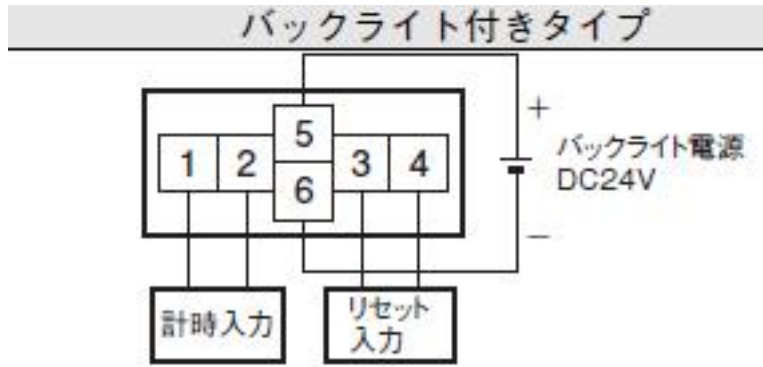 バックライト付きタイプ
+
5
1 2 3 4
6
バックライト電源
DC24V
−
計時入力
リセット
入力